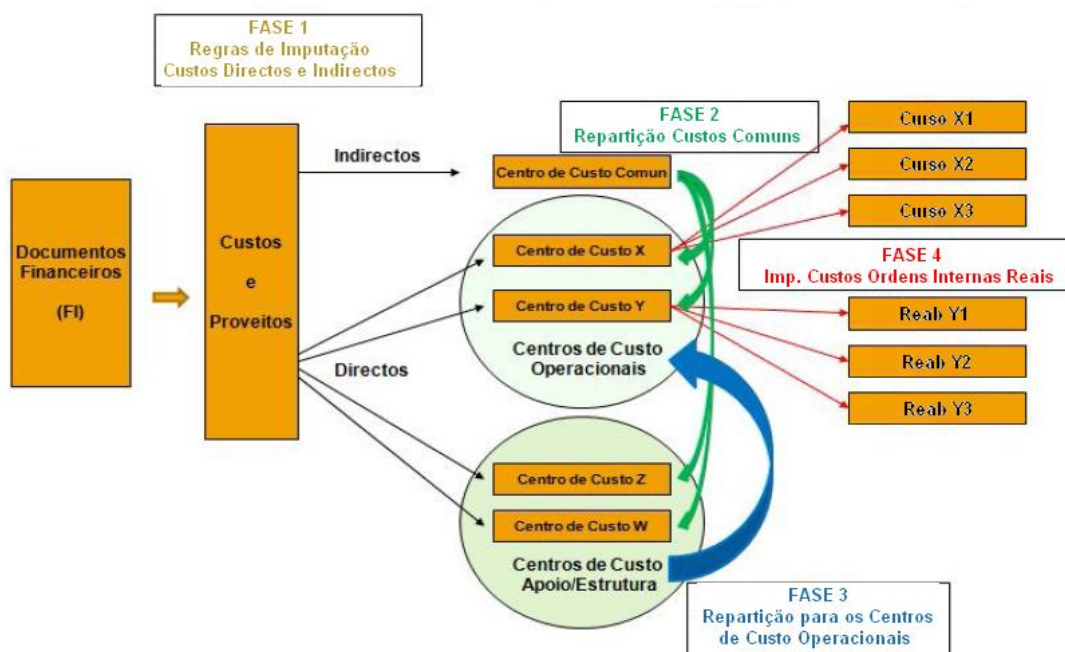 FASE 1
Regras de Imputação
Custos Directos e Indirectos
FASE 2
Repartição Custos Comuns
Curso X1
Curso X2
Curso X3
Indirectos
Centro de Custo Comun
Documentos
Financeiros
(FI)
Custos
e
Proveitos
Centro de Custo X
Centro de Custo Y
Centros de Custo
Operacionais
Directos
FASE 4
Imp. Custos Ordens Internas Reais
Reab Y1
Reab Y2
Reab Y3
Centro de Custo Z
Centro de Custo W
Centros de Custo
Apoio/Estrutura
FASE 3
Repartição para os Centros
de Custo Operacionais